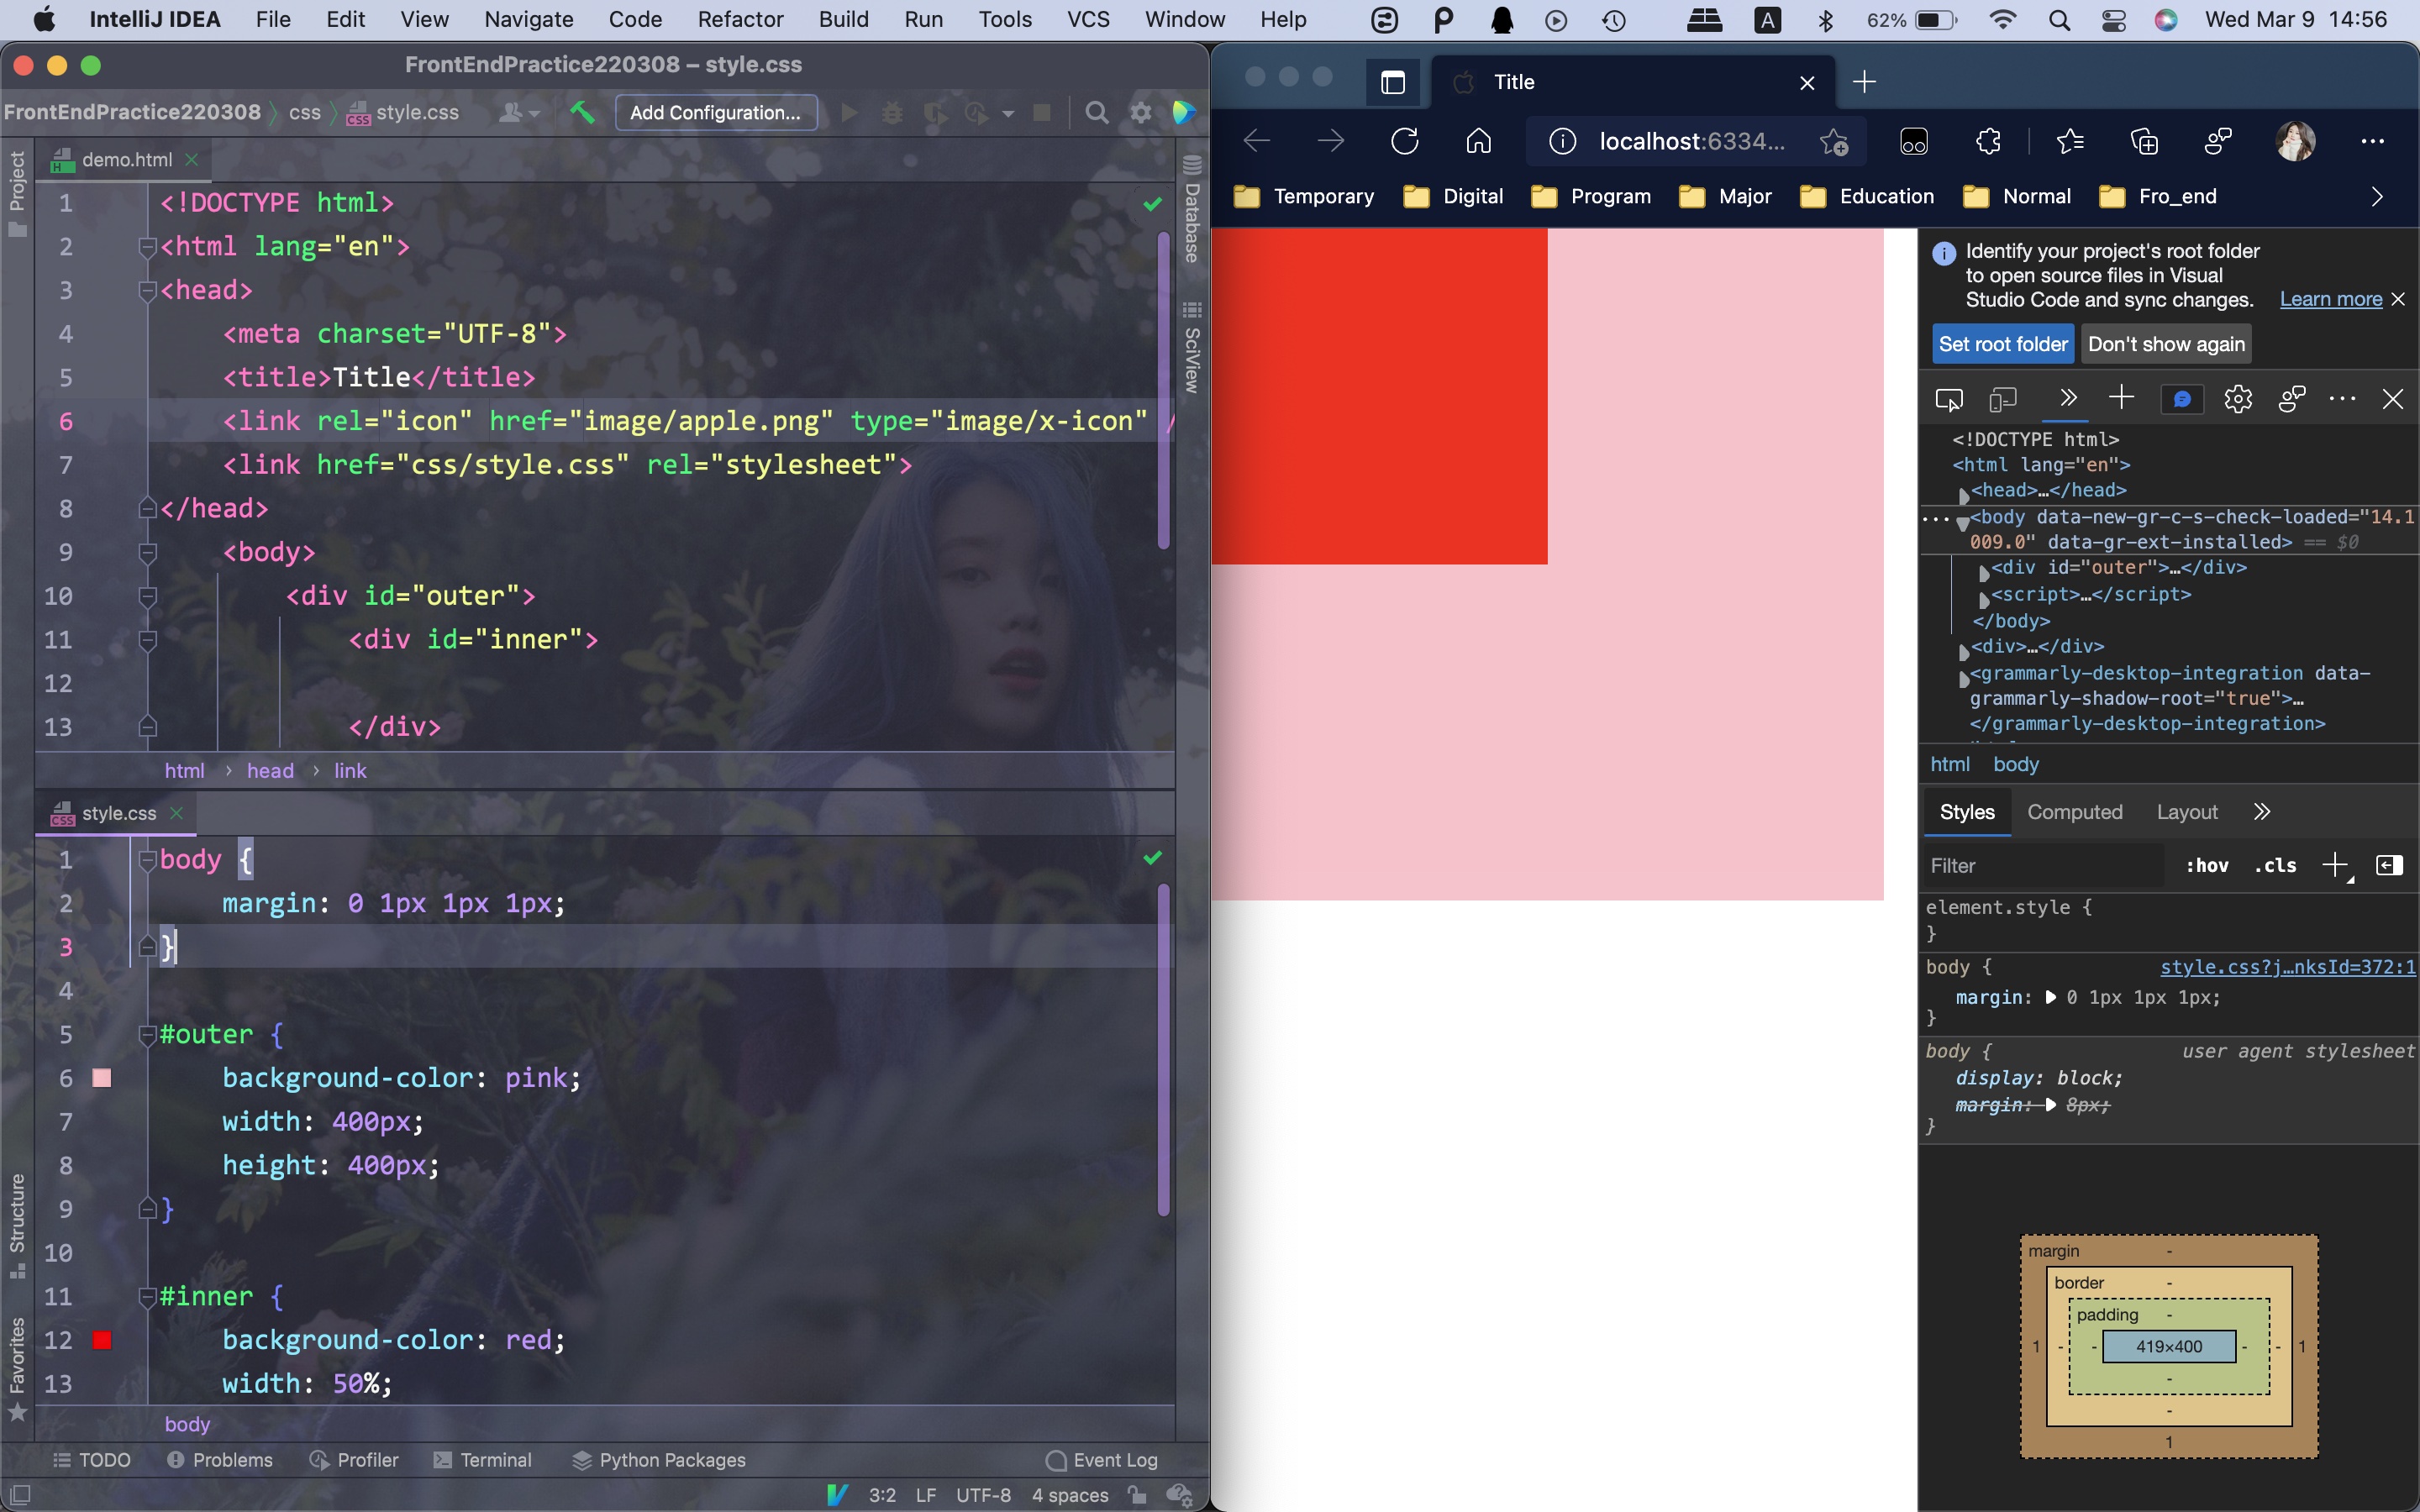 IntelliJ IDEA File Edit View Navigate Code Refactor Build Run Tools VCS Window Help A 62% Wed Mar 9 14:56
FrontEndPractice220308 – style.css
FrontEndPractice220308 css style.css Add Configuration...
Project
demo.html
1 <!DOCTYPE html>
2 <html lang="en">
3 <head>
4 <meta charset="UTF-8">
5 <title>Title</title>
6 <link rel="icon" href="image/apple.png" type="image/x-icon" /
7 <link href="css/style.css" rel="stylesheet">
8 </head>
9 <body>
10 <div id="outer">
11 <div id="inner">
12
13 </div>
html › head › link
style.css
1 body {
2 margin: 0 1px 1px 1px;
3 }
4
5 #outer {
6 background-color: pink;
7 width: 400px;
8 height: 400px;
9 }
10
11 #inner {
12 background-color: red;
13 width: 50%;
body
Structure
Favorites
Database
SciView
TODO Problems Profiler Terminal Python Packages Event Log
3:2 LF UTF-8 4 spaces
Title
localhost:6334...
Temporary Digital Program Major Education Normal Fro_end
Identify your project's root folder
to open source files in Visual
Studio Code and sync changes. Learn more
Set root folder Don't show again
<!DOCTYPE html>
<html lang="en">
<head>…</head>
<body data-new-gr-c-s-check-loaded="14.1
009.0" data-gr-ext-installed> == $0
<div id="outer">…</div>
<script>…</script>
</body>
<div>…</div>
<grammarly-desktop-integration data-
grammarly-shadow-root="true">…
</grammarly-desktop-integration>
html body
Styles Computed Layout
Filter :hov .cls
element.style {
}
body { style.css?j…nksId=372:1
margin: 0 1px 1px 1px;
}
body { user agent stylesheet
display: block;
margin: 8px;
}
margin -
border -
padding -
1 - - 419×400 - - 1
-
-
1